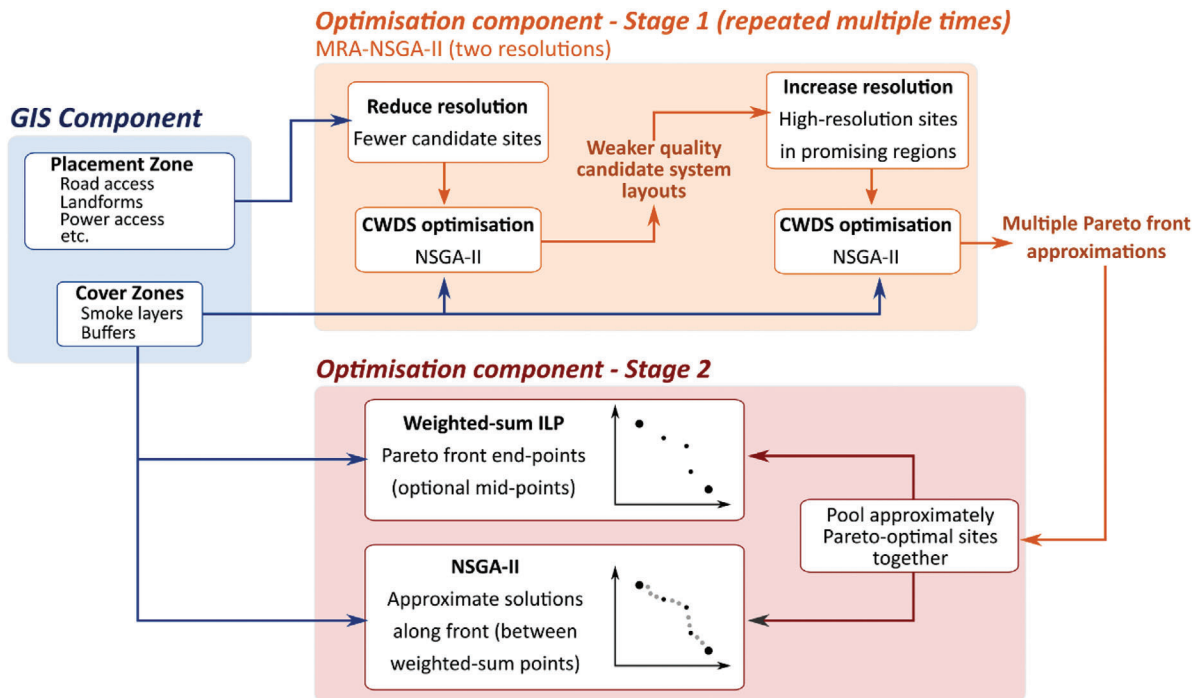 Optimisation component - Stage 1 (repeated multiple times)
MRA-NSGA-II (two resolutions)
GIS Component
Placement Zone
Road access
Landforms
Power access
etc.
Cover Zones
Smoke layers
Buffers
Reduce resolution
Fewer candidate sites
CWDS optimisation
NSGA-II
Weaker quality
candidate system
layouts
Increase resolution
High-resolution sites
in promising regions
CWDS optimisation
NSGA-II
Multiple Pareto front
approximations
Optimisation component - Stage 2
Weighted-sum ILP
Pareto front end-points
(optional mid-points)
NSGA-II
Approximate solutions
along front (between
weighted-sum points)
Pool approximately
Pareto-optimal sites
together